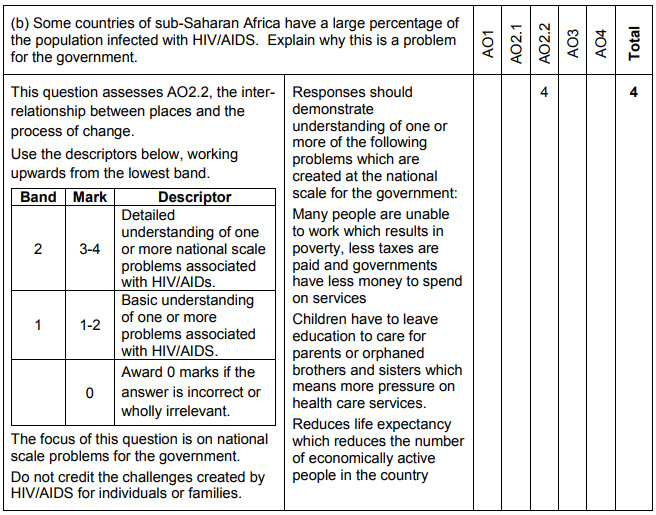 (b) Some countries of sub-Saharan Africa have a large percentage of
the population infected with HIV/AIDS. Explain why this is a problem
for the government.
AO1
AO2.1
AO2.2
AO3
AO4
Total
This question assesses AO2.2, the inter-
relationship between places and the
process of change.
Use the descriptors below, working
upwards from the lowest band.
Band Mark Descriptor
2 3-4 Detailed
understanding of one
or more national scale
problems associated
with HIV/AIDs.
1 1-2 Basic understanding
of one or more
problems associated
with HIV/AIDS.
0 Award 0 marks if the
answer is incorrect or
wholly irrelevant.
The focus of this question is on national
scale problems for the government.
Do not credit the challenges created by
HIV/AIDS for individuals or families.
Responses should
demonstrate
understanding of one or
more of the following
problems which are
created at the national
scale for the government:
Many people are unable
to work which results in
poverty, less taxes are
paid and governments
have less money to spend
on services
Children have to leave
education to care for
parents or orphaned
brothers and sisters which
means more pressure on
health care services.
Reduces life expectancy
which reduces the number
of economically active
people in the country
4
4